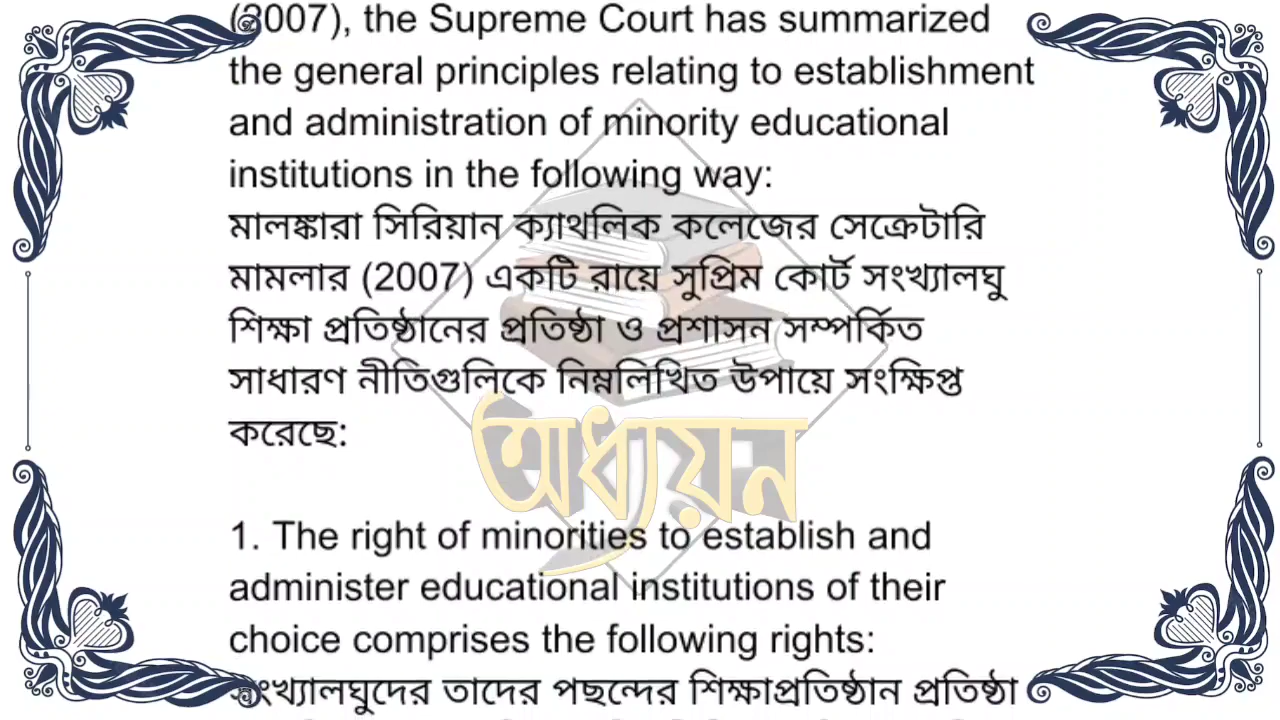 (2007), the Supreme Court has summarized
the general principles relating to establishment
and administration of minority educational
institutions in the following way:
মালঙ্কারা সিরিয়ান ক্যাথলিক কলেজের সেক্রেটারি
মামলার (2007) একটি রায়ে সুপ্রিম কোর্ট সংখ্যালঘু
শিক্ষা প্রতিষ্ঠানের প্রতিষ্ঠা ও প্রশাসন সম্পর্কিত
সাধারণ নীতিগুলিকে নিম্নলিখিত উপায়ে সংক্ষিপ্ত
করেছে:
অধ্যয়ন
1. The right of minorities to establish and
administer educational institutions of their
choice comprises the following rights:
সংখ্যালঘুদের তাদের পছন্দের শিক্ষাপ্রতিষ্ঠান প্রতিষ্ঠা